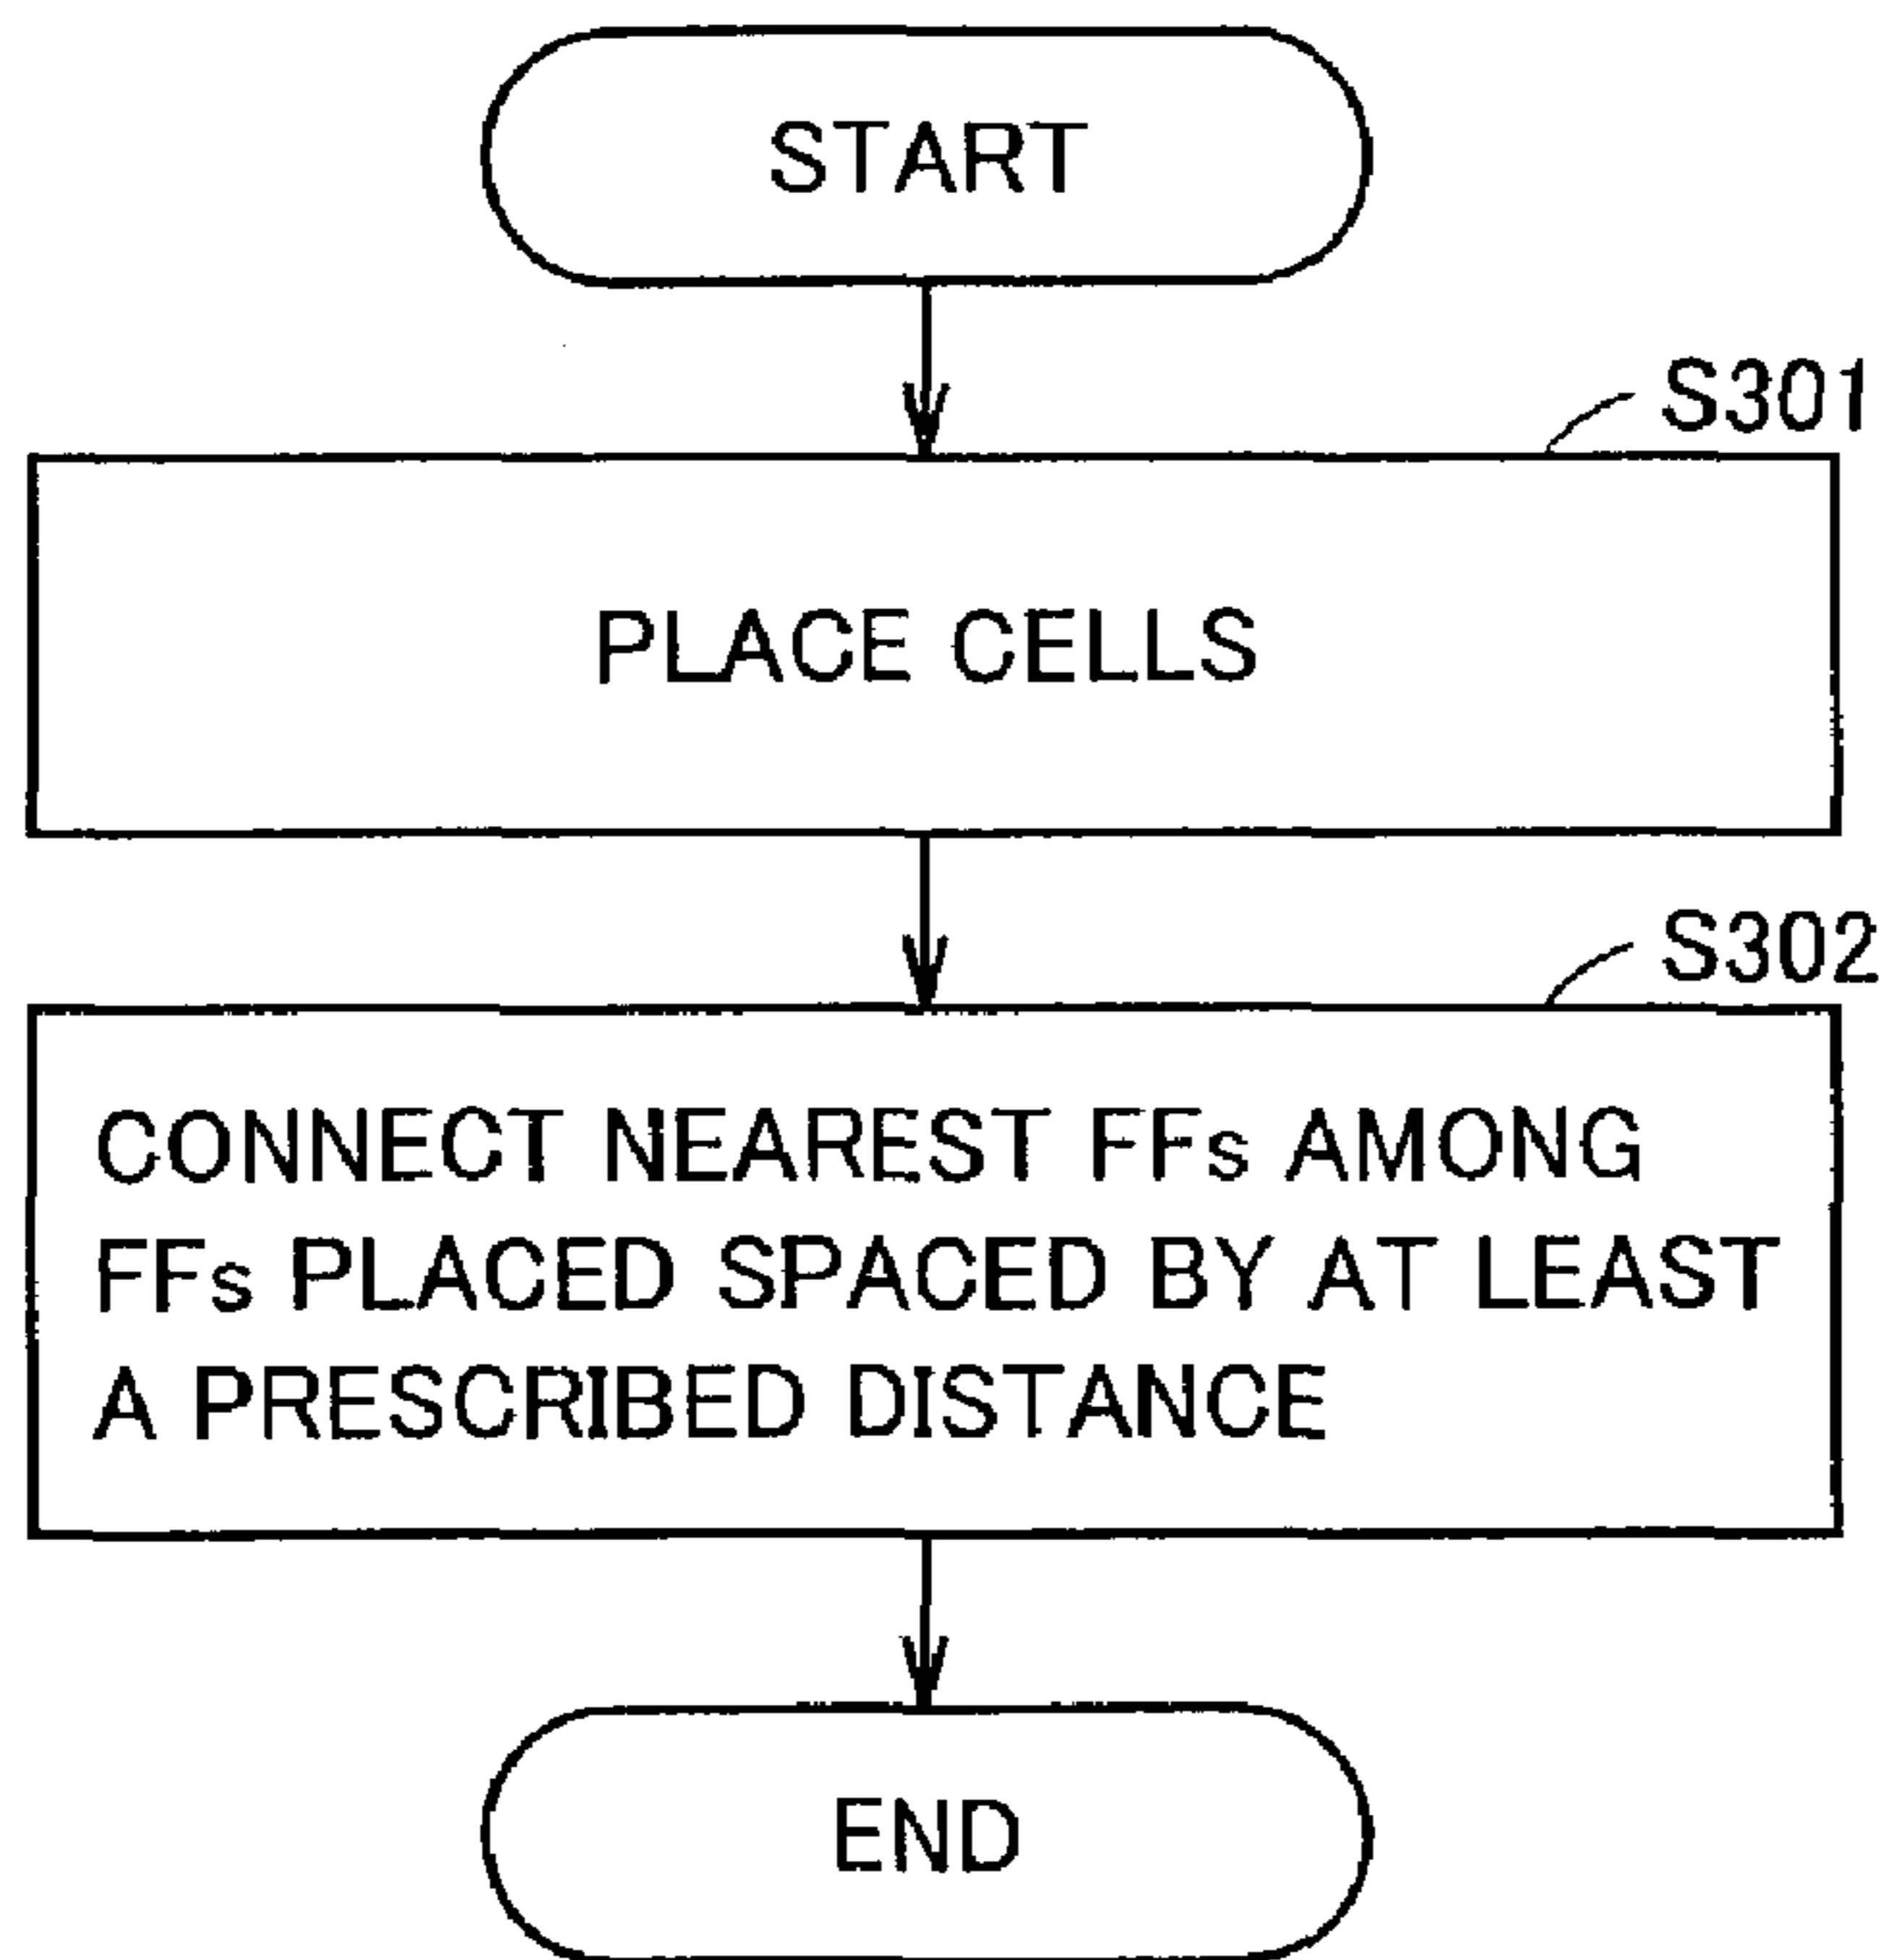 START
S301
PLACE CELLS
S302
CONNECT NEAREST FFs AMONG
FFs PLACED SPACED BY AT LEAST
A PRESCRIBED DISTANCE
END